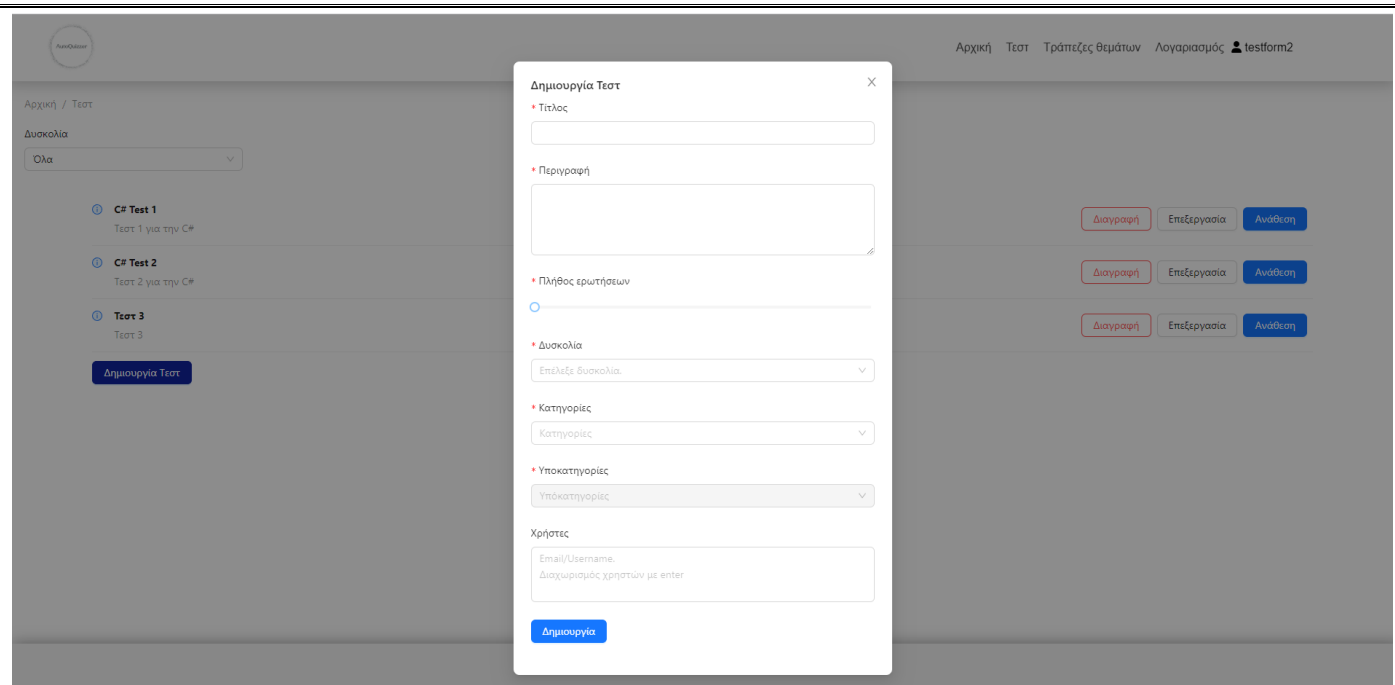 Αρχική Τεστ Τράπεζες θεμάτων Λογαριασμός testform2
Αρχική / Τεστ
Δυσκολία
Όλα
C# Test 1
Τεστ 1 για την C#
Διαγραφή Επεξεργασία Ανάθεση
C# Test 2
Τεστ 2 για την C#
Διαγραφή Επεξεργασία Ανάθεση
Τεστ 3
Τεστ 3
Διαγραφή Επεξεργασία Ανάθεση
Δημιουργία Τεστ
Δημιουργία Τεστ
* Τίτλος
* Περιγραφή
* Πλήθος ερωτήσεων
* Δυσκολία
Επέλεξε δυσκολία.
* Κατηγορίες
Κατηγορίες
* Υποκατηγορίες
Υπόκατηγορίες
Χρήστες
Email/Username.
Διαχωρισμός χρηστών με enter
Δημιουργία